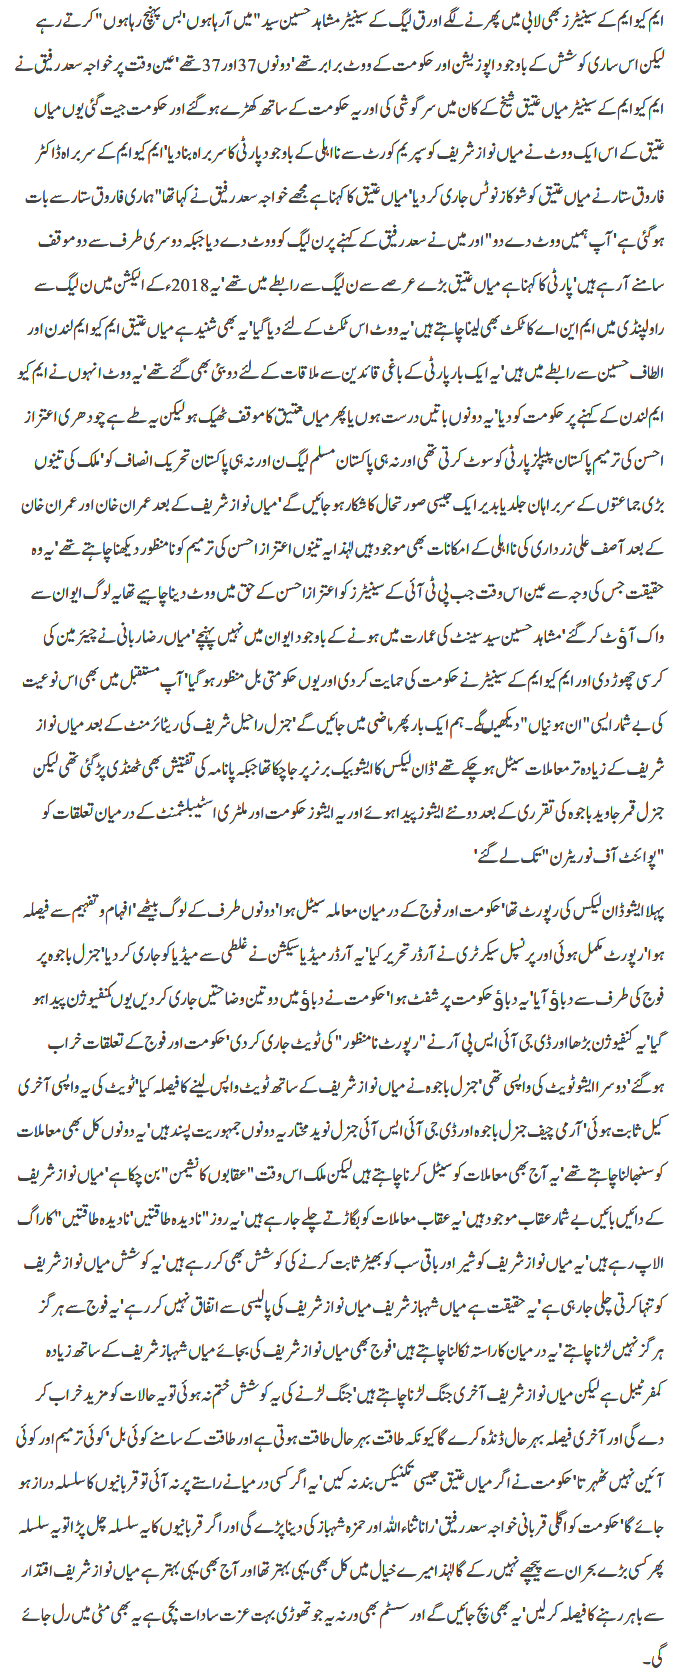 ایم کیو ایم کے سینیٹرز بھی لابی میں پھرنے لگے اور ق لیگ کے سینیٹر مشاہد حسین سید "میں آ رہا ہوں' بس پہنچ رہا ہوں" کرتے رہے
لیکن اس ساری کوشش کے باوجود اپوزیشن اور حکومت کے ووٹ برابر تھے' دونوں 37 اور 37 تھے' عین وقت پر خواجہ سعد رفیق نے
ایم کیو ایم کے سینیٹر میاں عتیق شیخ کے کان میں سرگوشی کی اور یہ حکومت کے ساتھ کھڑے ہو گئے اور حکومت جیت گئی یوں میاں
عتیق کے اس ایک ووٹ نے میاں نواز شریف کو سپریم کورٹ سے نااہلی کے باوجود پارٹی کا سربراہ بنا دیا' ایم کیو ایم کے سربراہ ڈاکٹر
فاروق ستار نے میاں عتیق کو شوکاز نوٹس جاری کر دیا' میاں عتیق کا کہنا ہے مجھے خواجہ سعد رفیق نے کہا تھا "ہماری فاروق ستار سے بات
ہو گئی ہے' آپ ہمیں ووٹ دے دو" اور میں نے سعد رفیق کے کہنے پر ن لیگ کو ووٹ دے دیا جبکہ دوسری طرف سے دو موقف
سامنے آ رہے ہیں' پارٹی کا کہنا ہے میاں عتیق بڑے عرصے سے ن لیگ سے رابطے میں تھے' یہ 2018ء کے الیکشن میں ن لیگ سے
راولپنڈی میں ایم این اے کا ٹکٹ بھی لینا چاہتے ہیں' یہ ووٹ اس ٹکٹ کے لئے دیا گیا' یہ بھی شنید ہے میاں عتیق ایم کیو ایم لندن اور
الطاف حسین سے رابطے میں ہیں' یہ ایک بار پارٹی کے باغی قائدین سے ملاقات کے لئے دوبئی بھی گئے تھے' یہ ووٹ انہوں نے ایم کیو
ایم لندن کے کہنے پر حکومت کو دیا' یہ دونوں باتیں درست ہوں یا پھر میاں عتیق کا موقف ٹھیک ہو لیکن یہ طے ہے چودھری اعتزاز
احسن کی ترمیم پاکستان پیپلز پارٹی کو سوٹ کرتی تھی اور نہ ہی پاکستان مسلم لیگ ن اور نہ ہی پاکستان تحریک انصاف کو' ملک کی تینوں
بڑی جماعتوں کے سربراہان جلد یا بدیر ایک جیسی صورتحال کا شکار ہو جائیں گے' میاں نواز شریف کے بعد عمران خان اور عمران خان
کے بعد آصف علی زرداری کی نااہلی کے امکانات بھی موجود ہیں لہٰذا یہ تینوں اعتزاز احسن کی ترمیم کو نامنظور دیکھنا چاہتے تھے' یہ وہ
حقیقت جس کی وجہ سے عین اس وقت جب پی ٹی آئی کے سینیٹرز کو اعتزاز احسن کے حق میں ووٹ دینا چاہیے تھا یہ لوگ ایوان سے
واک آؤٹ کر گئے' مشاہد حسین سید سینٹ کی عمارت میں ہونے کے باوجود ایوان میں نہیں پہنچے' میاں رضا ربانی نے چیئرمین کی
کرسی چھوڑ دی اور ایم کیو ایم کے سینیٹر نے حکومت کی حمایت کر دی اور یوں حکومتی بل منظور ہو گیا' آپ مستقبل میں بھی اس نوعیت
کی بے شمار ایسی "ان ہونیاں" دیکھیں گے۔ ہم ایک بار پھر ماضی میں جائیں گے' جنرل راحیل شریف کی ریٹائرمنٹ کے بعد میاں نواز
شریف کے زیادہ تر معاملات سیٹل ہو چکے تھے' ڈان لیکس کا ایشو بیک برنر پر جا چکا تھا جبکہ پانامہ کی تفتیش بھی ٹھنڈی پڑ گئی تھی لیکن
جنرل قمر جاوید باجوہ کی تقرری کے بعد دو نئے ایشوز پیدا ہوئے اور یہ ایشوز حکومت اور ملٹری اسٹیبلشمنٹ کے درمیان تعلقات کو
"پوائنٹ آف نو ریٹرن" تک لے گئے'
پہلا ایشو ڈان لیکس کی رپورٹ تھا' حکومت اور فوج کے درمیان معاملہ سیٹل ہوا' دونوں طرف کے لوگ بیٹھے' افہام و تفہیم سے فیصلہ
ہوا' رپورٹ مکمل ہوئی اور پرنسپل سیکرٹری نے آرڈر تحریر کیا' یہ آرڈر میڈیا سیکشن نے غلطی سے میڈیا کو جاری کر دیا' جنرل باجوہ پر
فوج کی طرف سے دباؤ آیا' یہ دباؤ حکومت پر شفٹ ہوا' حکومت نے دباؤ میں دو تین وضاحتیں جاری کر دیں یوں کنفیوژن پیدا ہو
گیا' یہ کنفیوژن بڑھا اور ڈی جی آئی ایس پی آر نے "رپورٹ نامنظور" کی ٹویٹ جاری کر دی' حکومت اور فوج کے تعلقات خراب
ہو گئے' دوسرا ایشو ٹویٹ کی واپسی تھی' جنرل باجوہ نے میاں نواز شریف کے ساتھ ٹویٹ واپس لینے کا فیصلہ کیا' ٹویٹ کی یہ واپسی آخری
کیل ثابت ہوئی' آرمی چیف جنرل باجوہ اور ڈی جی آئی ایس آئی جنرل نوید مختار یہ دونوں جمہوریت پسند ہیں' یہ دونوں کل بھی معاملات
کو سنبھالنا چاہتے تھے' یہ آج بھی معاملات کو سیٹل کرنا چاہتے ہیں لیکن ملک اس وقت "عقابوں کا نشیمن" بن چکا ہے' میاں نواز شریف
کے دائیں بائیں بے شمار عقاب موجود ہیں' یہ عقاب معاملات کو بگاڑتے چلے جا رہے ہیں' یہ روز "نادیدہ طاقتیں' نادیدہ طاقتیں" کا راگ
الاپ رہے ہیں' یہ میاں نواز شریف کو شیر اور باقی سب کو بھیڑ ثابت کرنے کی کوشش بھی کر رہے ہیں' یہ کوشش میاں نواز شریف
کو تنہا کرتی چلی جا رہی ہے' یہ حقیقت ہے میاں شہباز شریف میاں نواز شریف کی پالیسی سے اتفاق نہیں کر رہے' یہ فوج سے ہرگز
ہرگز نہیں لڑنا چاہتے' یہ درمیان کا راستہ نکالنا چاہتے ہیں' فوج بھی میاں نواز شریف کی بجائے میاں شہباز شریف کے ساتھ زیادہ
کمفرٹیبل ہے لیکن میاں نواز شریف آخری جنگ لڑنا چاہتے ہیں' جنگ لڑنے کی یہ کوشش ختم نہ ہوئی تو یہ حالات کو مزید خراب کر
دے گی اور آخری فیصلہ بہرحال ڈنڈہ کرے گا کیونکہ طاقت بہرحال طاقت ہوتی ہے اور طاقت کے سامنے کوئی بل' کوئی ترمیم اور کوئی
آئین نہیں ٹھہرتا' حکومت نے اگر میاں عتیق جیسی تکنیکس بند نہ کیں' یہ اگر کسی درمیانے راستے پر نہ آئی تو قربانیوں کا سلسلہ دراز ہو
جائے گا' حکومت کو اگلی قربانی خواجہ سعد رفیق' رانا ثناء اللہ اور حمزہ شہباز کی دینا پڑے گی اور اگر قربانیوں کا یہ سلسلہ چل پڑا تو یہ سلسلہ
پھر کسی بڑے بحران سے پیچھے نہیں رکے گا لہٰذا میرے خیال میں کل بھی یہی بہتر تھا اور آج بھی یہی بہتر ہے میاں نواز شریف اقتدار
سے باہر رہنے کا فیصلہ کر لیں' یہ بھی بچ جائیں گے اور سسٹم بھی ورنہ یہ جو تھوڑی بہت عزت سادات بچی ہے یہ بھی مٹی میں رل جائے
گی۔